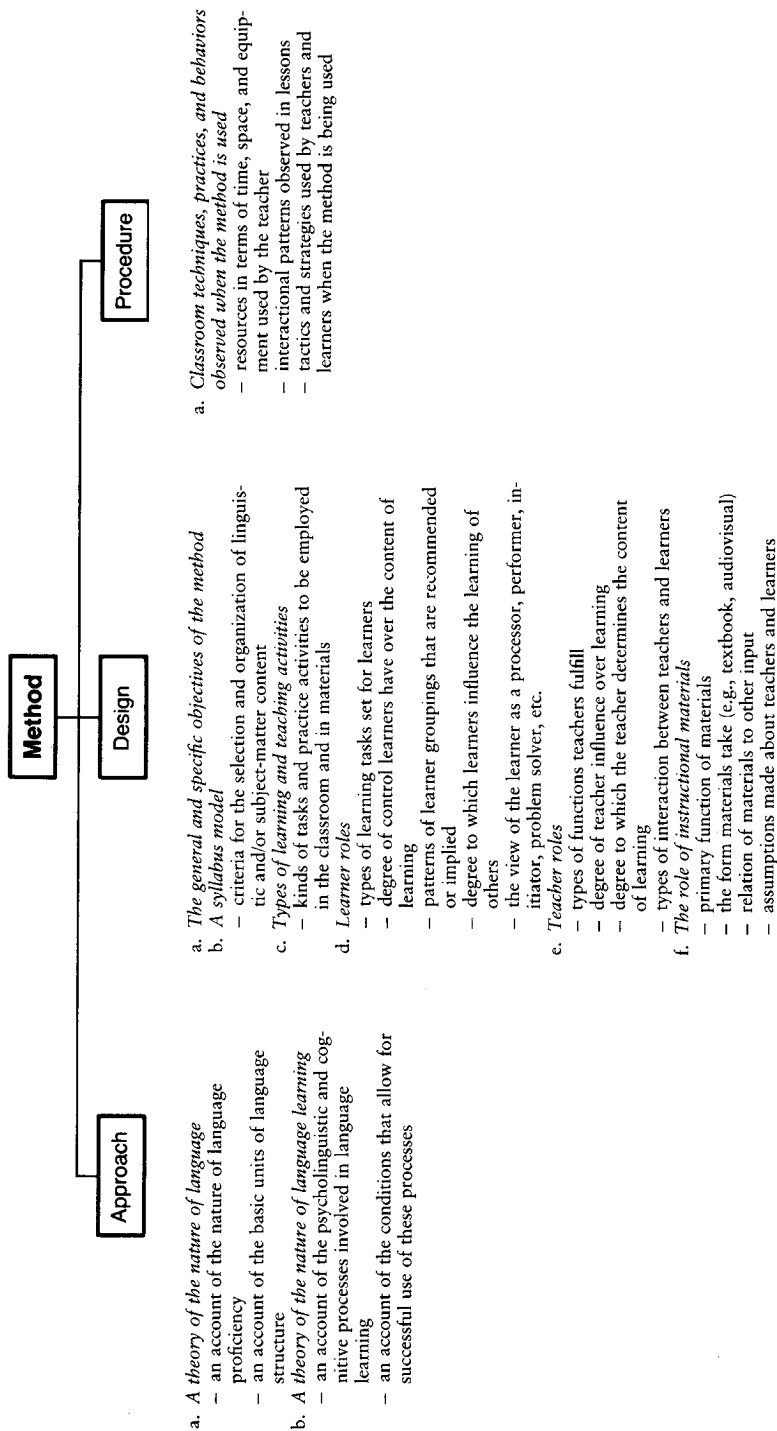 Method
Approach
Design
Procedure
a. A theory of the nature of language
– an account of the nature of language
proficiency
– an account of the basic units of language
structure
b. A theory of the nature of language learning
– an account of the psycholinguistic and cog-
nitive processes involved in language
learning
– an account of the conditions that allow for
successful use of these processes
a. The general and specific objectives of the method
b. A syllabus model
– criteria for the selection and organization of linguis-
tic and/or subject-matter content
c. Types of learning and teaching activities
– kinds of tasks and practice activities to be employed
in the classroom and in materials
d. Learner roles
– types of learning tasks set for learners
– degree of control learners have over the content of
learning
– patterns of learner groupings that are recommended
or implied
– degree to which learners influence the learning of
others
– the view of the learner as a processor, performer, in-
itiator, problem solver, etc.
e. Teacher roles
– types of functions teachers fulfill
– degree of teacher influence over learning
– degree to which the teacher determines the content
of learning
– types of interaction between teachers and learners
f. The role of instructional materials
– primary function of materials
– the form materials take (e.g., textbook, audiovisual)
– relation of materials to other input
– assumptions made about teachers and learners
a. Classroom techniques, practices, and behaviors
observed when the method is used
– resources in terms of time, space, and equip-
ment used by the teacher
– interactional patterns observed in lessons
– tactics and strategies used by teachers and
learners when the method is being used